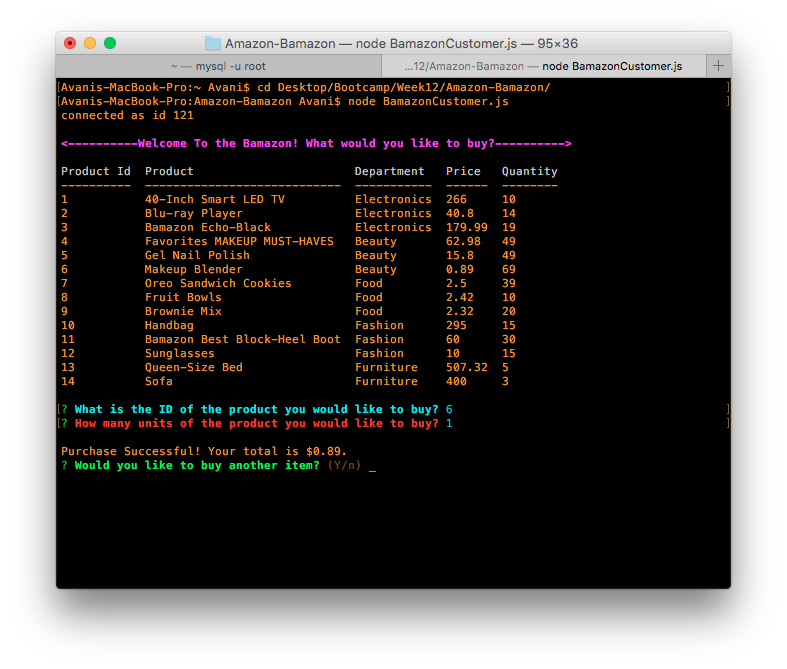 Amazon-Bamazon — node BamazonCustomer.js — 95×36
~ — mysql -u root
...12/Amazon-Bamazon — node BamazonCustomer.js +
[Avanis-MacBook-Pro:~ Avani$ cd Desktop/Bootcamp/Week12/Amazon-Bamazon/ ]
[Avanis-MacBook-Pro:Amazon-Bamazon Avani$ node BamazonCustomer.js ]
connected as id 121
<----------Welcome To the Bamazon! What would you like to buy?---------->
Product Id  Product                       Department   Price   Quantity
----------  ----------------------------  -----------  ------  --------
1           40-Inch Smart LED TV          Electronics  266     10
2           Blu-ray Player                Electronics  40.8    14
3           Bamazon Echo-Black            Electronics  179.99  19
4           Favorites MAKEUP MUST-HAVES   Beauty       62.98   49
5           Gel Nail Polish               Beauty       15.8    49
6           Makeup Blender                Beauty       0.89    69
7           Oreo Sandwich Cookies         Food         2.5     39
8           Fruit Bowls                   Food         2.42    10
9           Brownie Mix                   Food         2.32    20
10          Handbag                       Fashion      295     15
11          Bamazon Best Block-Heel Boot  Fashion      60      30
12          Sunglasses                    Fashion      10      15
13          Queen-Size Bed                Furniture    507.32  5
14          Sofa                          Furniture    400     3
[? What is the ID of the product you would like to buy? 6 ]
[? How many units of the product you would like to buy? 1 ]
Purchase Successful! Your total is $0.89.
? Would you like to buy another item? (Y/n) _